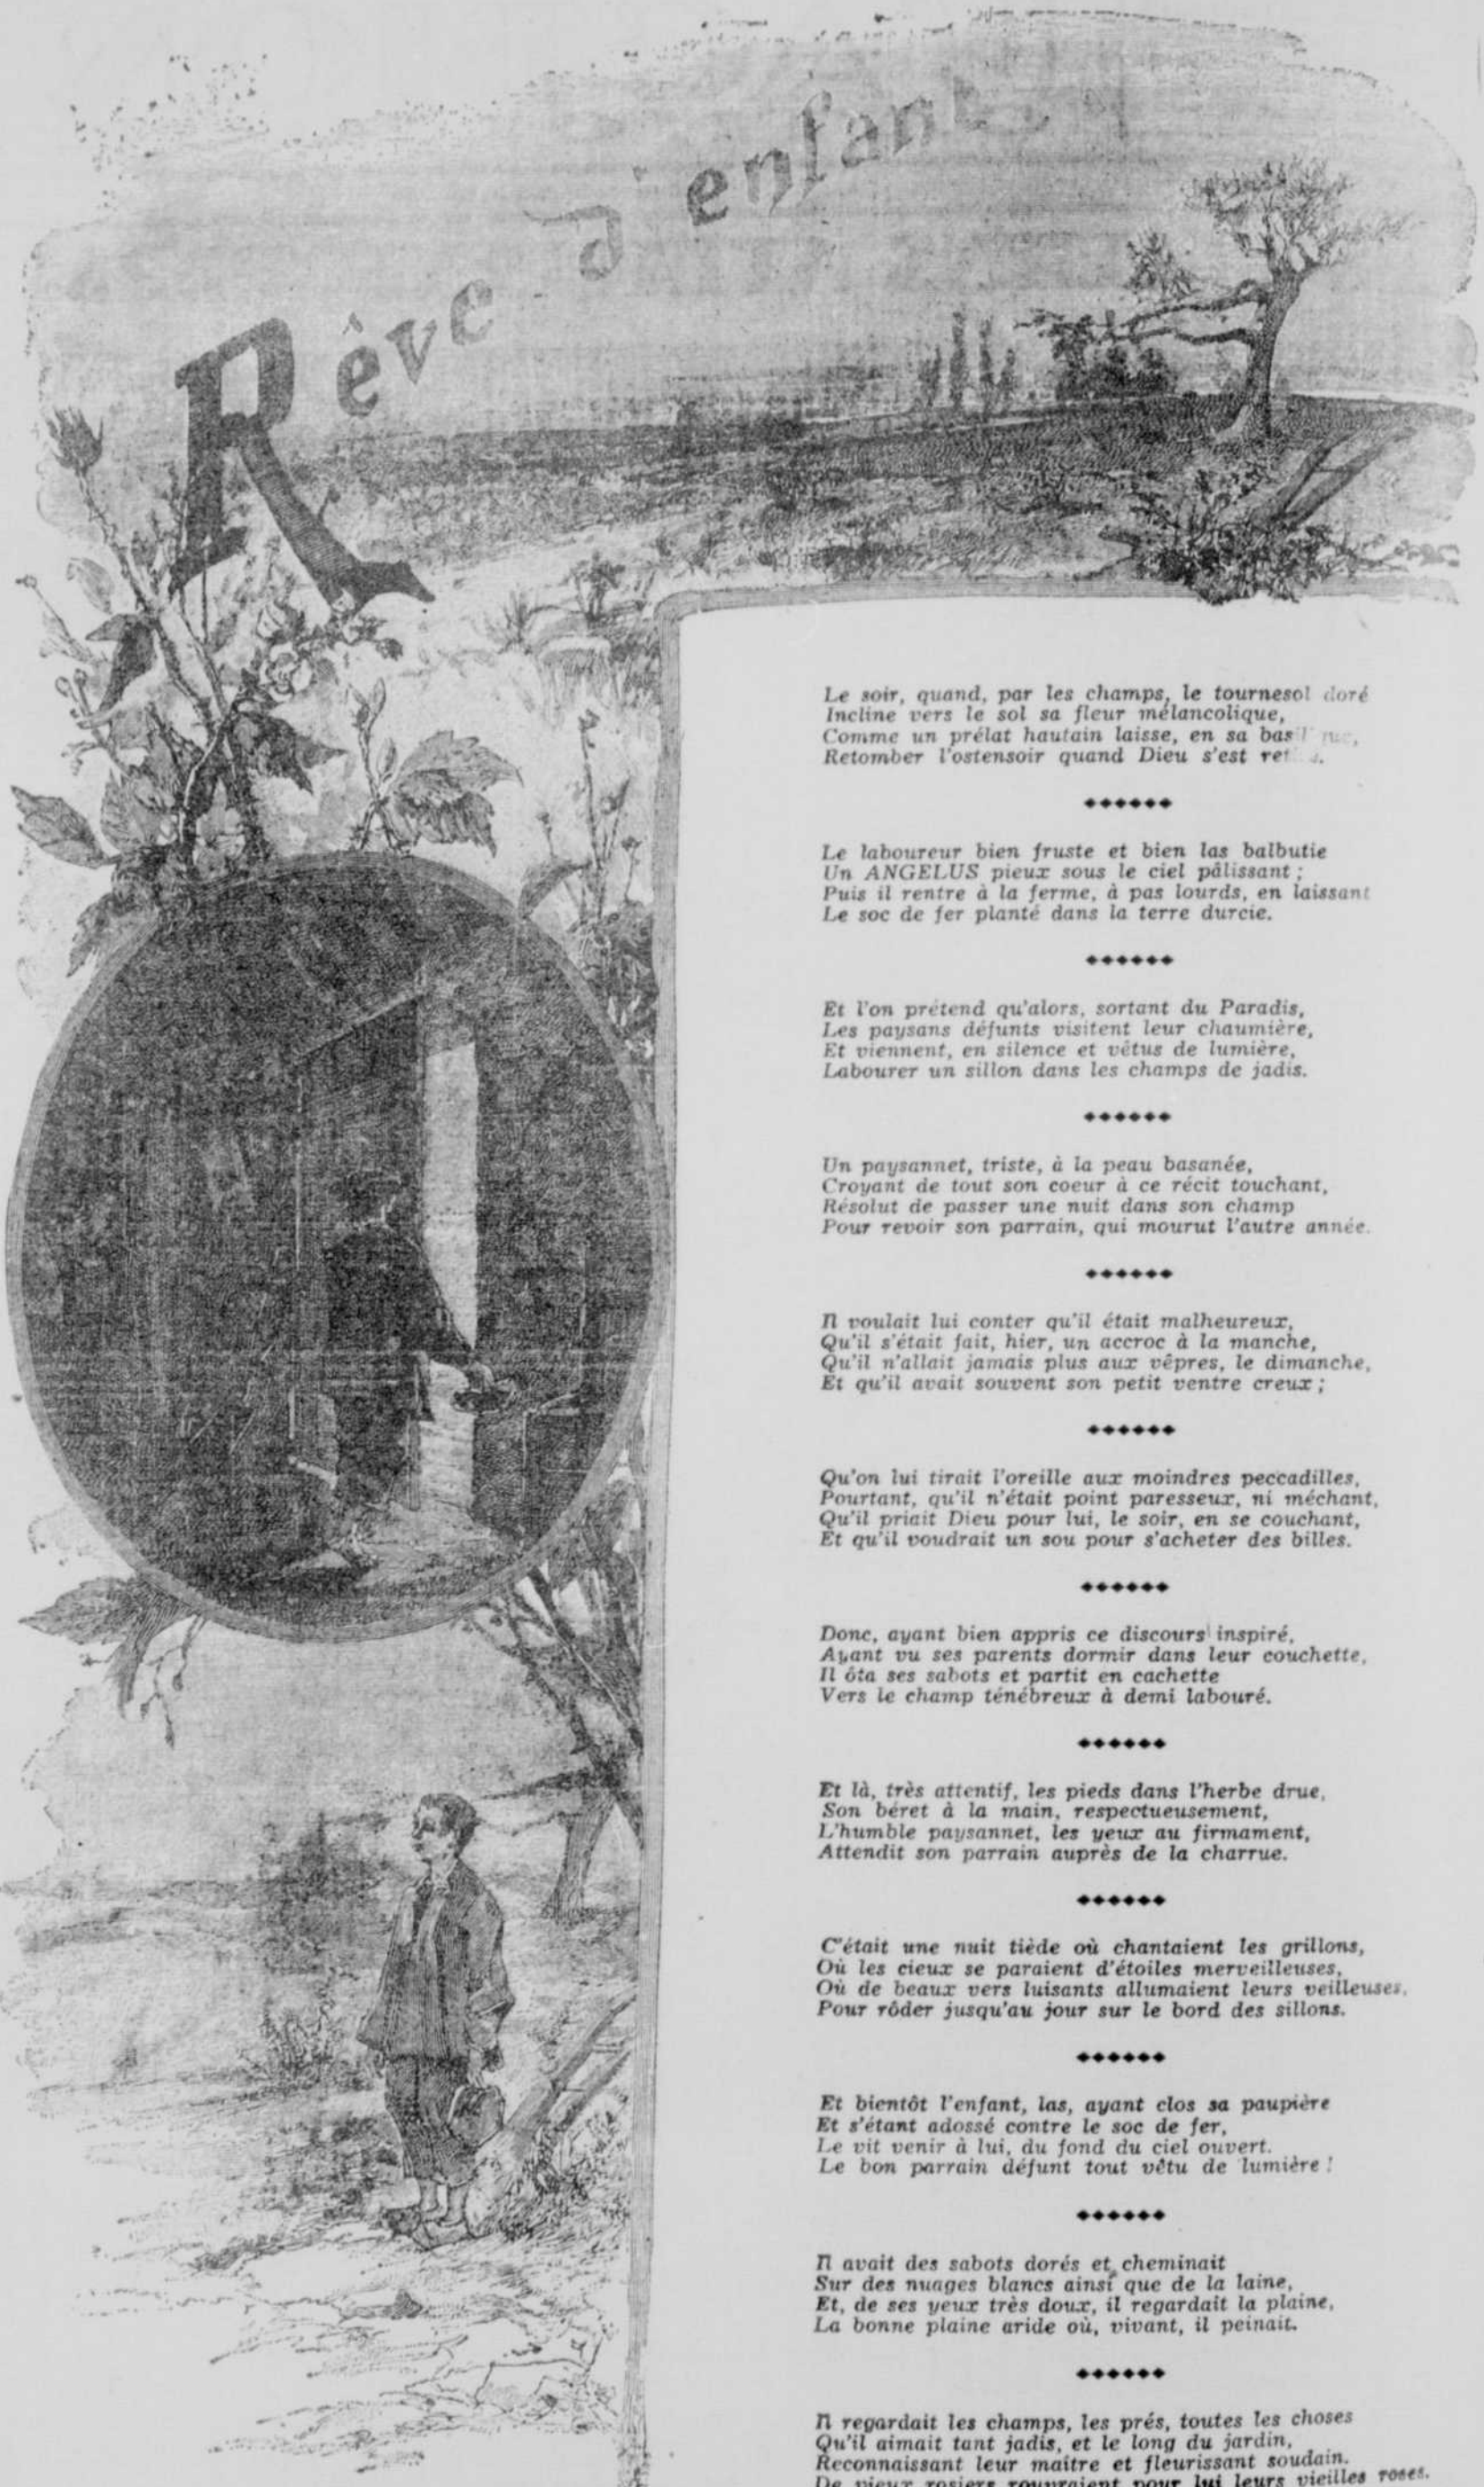 Rêve d'enfant
Le soir, quand, par les champs, le tournesol doré
Incline vers le sol sa fleur mélancolique,
Comme un prélat hautain laisse, en sa
Retomber l'ostensoir quand Dieu s'est
Le laboureur bien fruste et bien las balbutie
Un ANGELUS pieux sous le ciel pâlissant ;
Puis il rentre à la ferme, à pas lourds, en laissant
Le soc de fer planté dans la terre durcie.
Et l'on prétend qu'alors, sortant du Paradis,
Les paysans défunts visitent leur chaumière,
Et viennent, en silence et vêtus de lumière,
Labourer un sillon dans les champs de jadis.
Un paysannet, triste, à la peau basanée,
Croyant de tout son coeur à ce récit touchant,
Résolut de passer une nuit dans son champ
Pour revoir son parrain, qui mourut l'autre année.
Il voulait lui conter qu'il était malheureux,
Qu'il s'était fait, hier, un accroc à la manche,
Qu'il n'allait jamais plus aux vêpres, le dimanche,
Et qu'il avait souvent son petit ventre creux ;
Qu'on lui tirait l'oreille aux moindres peccadilles,
Pourtant, qu'il n'était point paresseux, ni méchant,
Qu'il priait Dieu pour lui, le soir, en se couchant,
Et qu'il voudrait un sou pour s'acheter des billes.
Donc, ayant bien appris ce discours inspiré,
Ayant vu ses parents dormir dans leur couchette,
Il ôta ses sabots et partit en cachette
Vers le champ ténébreux à demi labouré.
Et là, très attentif, les pieds dans l'herbe drue,
Son béret à la main, respectueusement,
L'humble paysannet, les yeux au firmament,
Attendit son parrain auprès de la charrue.
C'était une nuit tiède où chantaient les grillons,
Où les cieux se paraient d'étoiles merveilleuses,
Où de beaux vers luisants allumaient leurs veilleuses,
Pour rôder jusqu'au jour sur le bord des sillons.
Et bientôt l'enfant, las, ayant clos sa paupière
Et s'étant adossé contre le soc de fer,
Le vit venir à lui, du fond du ciel ouvert.
Le bon parrain défunt tout vêtu de lumière !
Il avait des sabots dorés et cheminait
Sur des nuages blancs ainsi que de la laine,
Et, de ses yeux très doux, il regardait la plaine,
La bonne plaine aride où, vivant, il peinait.
Il regardait les champs, les prés, toutes les choses
Qu'il aimait tant jadis, et le long du jardin,
Reconnaissant leur maître et fleurissant soudain.
De vieux rosiers rouvraient pour lui leurs vieilles roses.